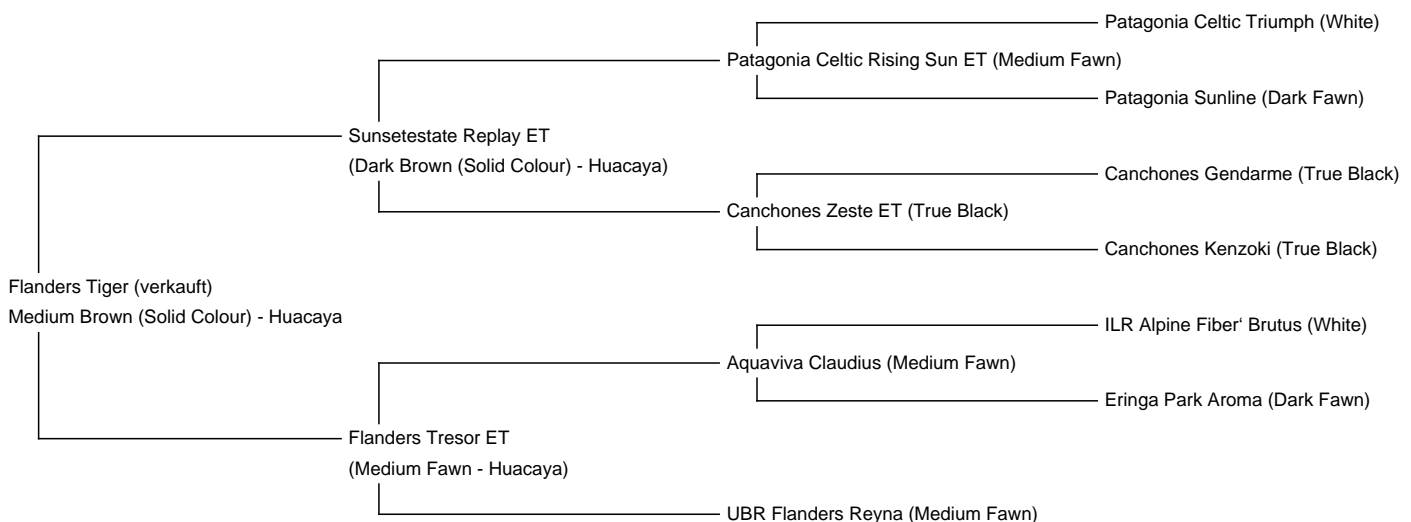 Patagonia Celtic Triumph (White)
Patagonia Celtic Rising Sun ET (Medium Fawn)
Patagonia Sunline (Dark Fawn)
Sunsetestate Replay ET
(Dark Brown (Solid Colour) - Huacaya)
Canchones Gendarme (True Black)
Canchones Zeste ET (True Black)
Canchones Kenzoki (True Black)
Flanders Tiger (verkauft)
Medium Brown (Solid Colour) - Huacaya
ILR Alpine Fiber‘ Brutus (White)
Aquaviva Claudius (Medium Fawn)
Eringa Park Aroma (Dark Fawn)
Flanders Tresor ET
(Medium Fawn - Huacaya)
UBR Flanders Reyna (Medium Fawn)